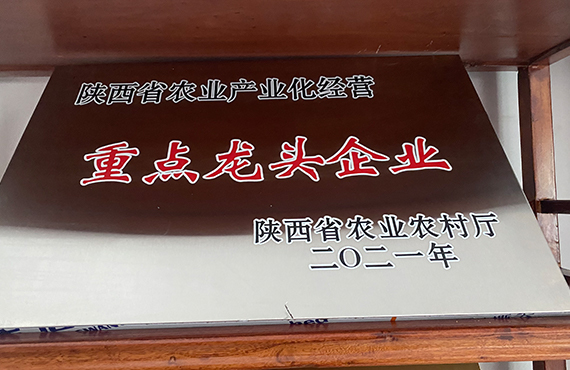 陕西省农业产业化经营
重点龙头企业
陕西省农业农村厅
二〇二一年